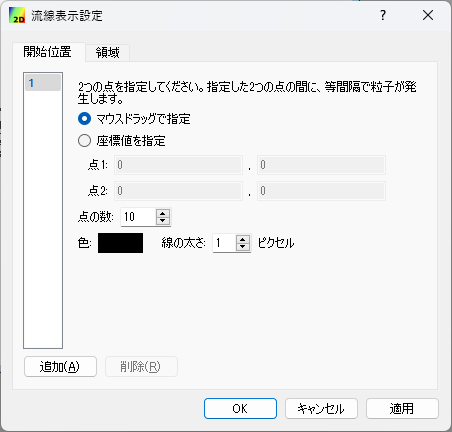 2D 流線表示設定 ? ×
開始位置 領域
1
2つの点を指定してください。指定した2つの点の間に、等間隔で粒子が発
生します。
マウスドラッグで指定
座標値を指定
点1: 0 , 0
点2: 0 , 0
点の数: 10
色: 線の太さ: 1 ピクセル
追加(A) 削除(R)
OK キャンセル 適用